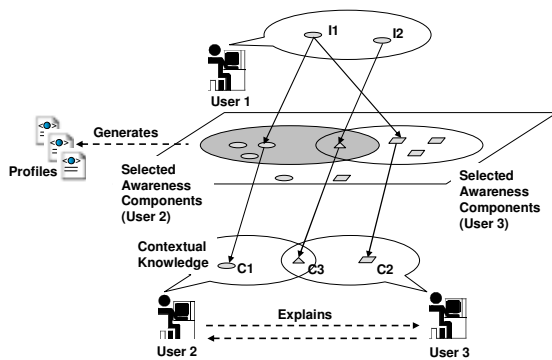 I1
I2
User 1
Generates
Profiles
Selected
Awareness
Components
(User 2)
Selected
Awareness
Components
(User 3)
Contextual
Knowledge
C1
C3
C2
Explains
User 2
User 3